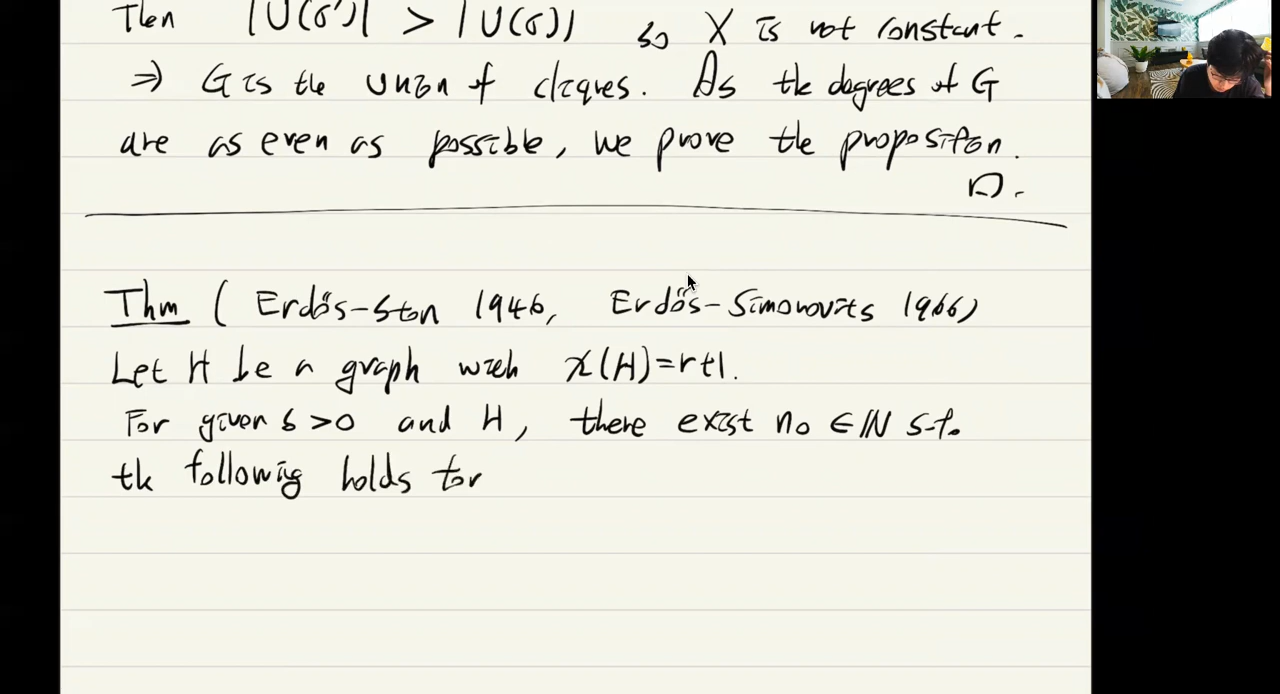 Then |U(σ')| > |U(σ)| so X is not constant.
⇒ G is the union of cliques. As the degrees of G
are as even as possible, we prove the proposition.
□.
Thm (Erdős-Ston 1946, Erdős-Simonovits 1966)
Let H be a graph with χ(H)=r+1.
For given δ>0 and H, there exist n₀ ∈ ℕ s.t.
the following holds for